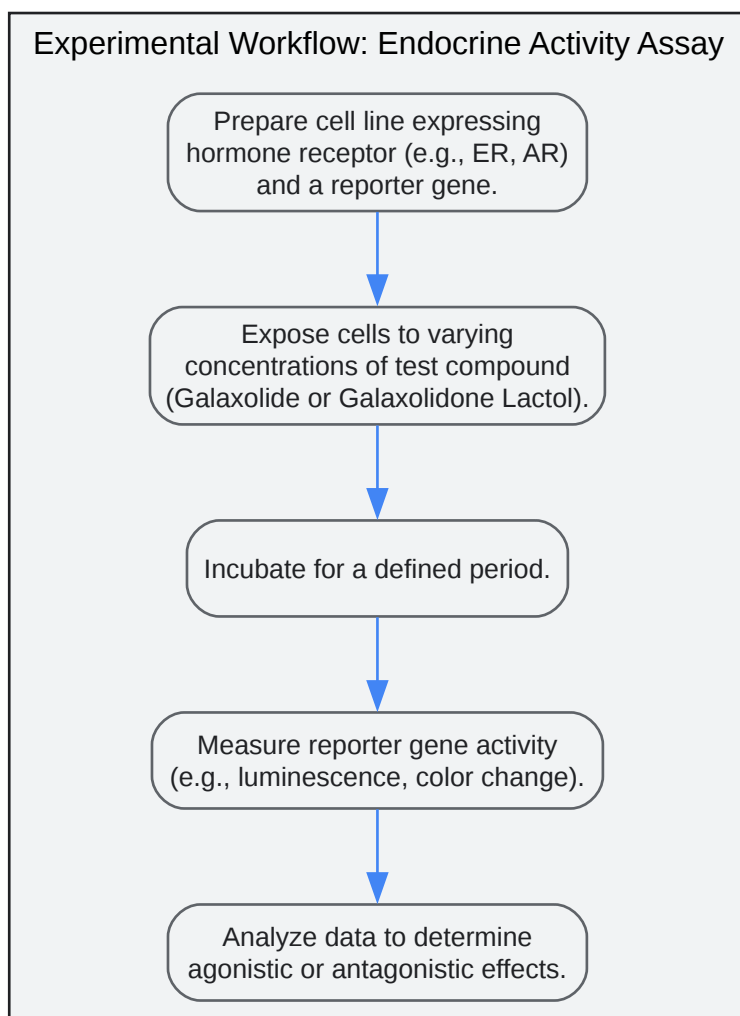 Experimental Workflow: Endocrine Activity Assay
Prepare cell line expressing
hormone receptor (e.g., ER, AR)
and a reporter gene.
Expose cells to varying
concentrations of test compound
(Galaxolide or Galaxolidone Lactol).
Incubate for a defined period.
Measure reporter gene activity
(e.g., luminescence, color change).
Analyze data to determine
agonistic or antagonistic effects.